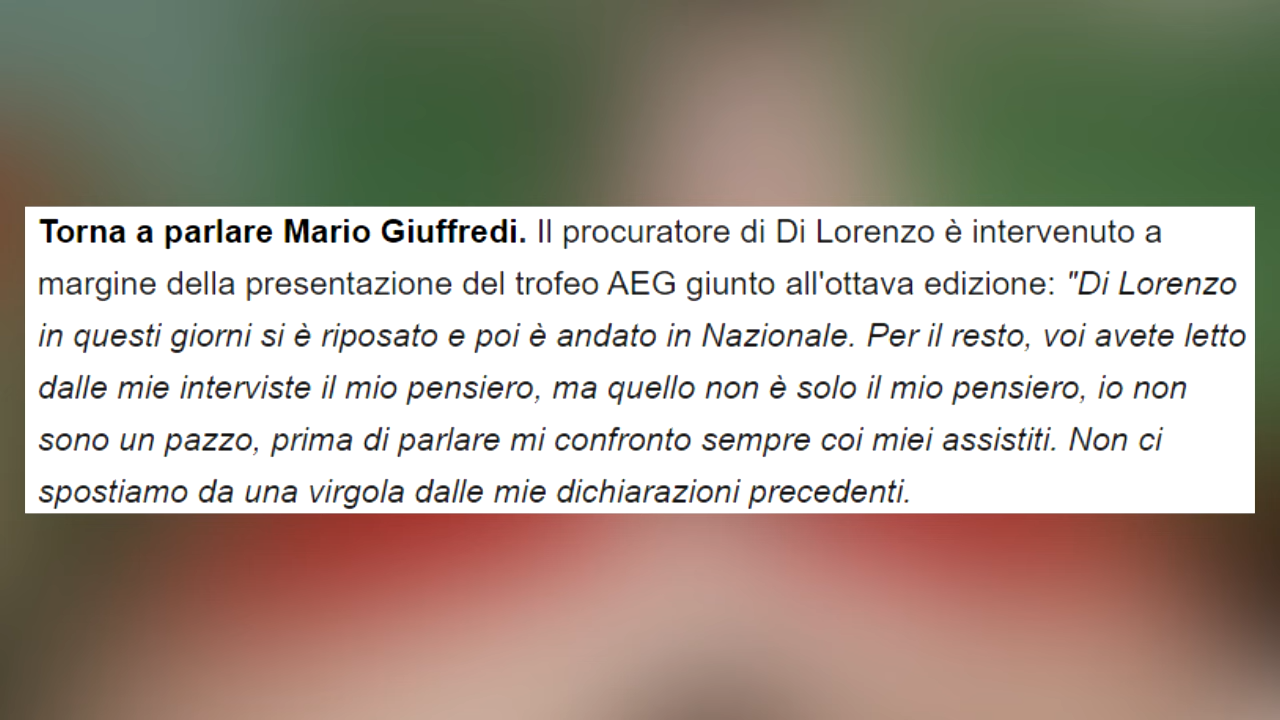 Torna a parlare Mario Giuffredi. Il procuratore di Di Lorenzo è intervenuto a
margine della presentazione del trofeo AEG giunto all'ottava edizione: "Di Lorenzo
in questi giorni si è riposato e poi è andato in Nazionale. Per il resto, voi avete letto
dalle mie interviste il mio pensiero, ma quello non è solo il mio pensiero, io non
sono un pazzo, prima di parlare mi confronto sempre coi miei assistiti. Non ci
spostiamo da una virgola dalle mie dichiarazioni precedenti.